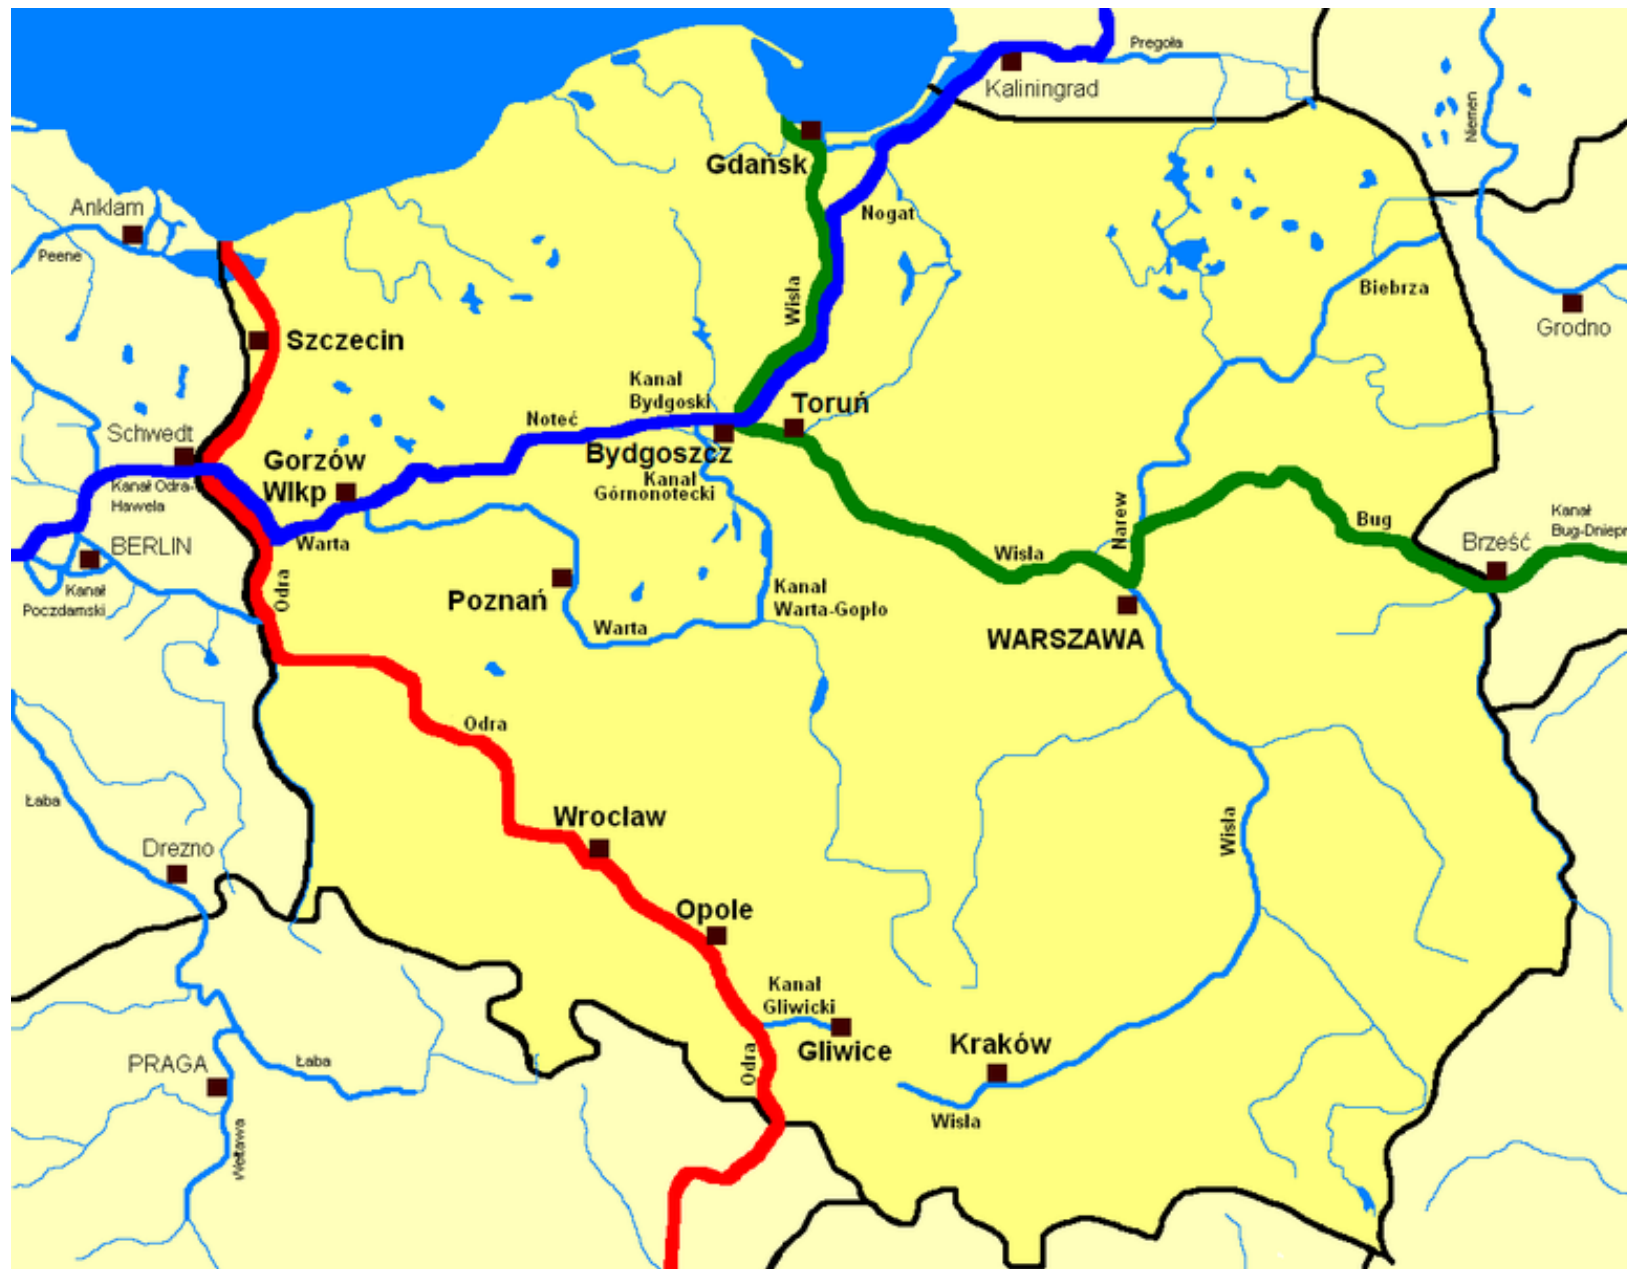 Pregoła
Kaliningrad
Niemen
Gdańsk
Anklam
Nogat
Peene
Biebrza
Wisła
Grodno
Szczecin
Kanał
Bydgoski
Toruń
Noteć
Schwedt
Gorzów
Wlkp
Bydgoszcz
Kanał
Górnonotecki
Kanał Odra-
Hawela
Narew
Bug
Kanał
Bug-Dniepr
Warta
BERLIN
Wisła
Brześć
Kanał
Poczdamski
Odra
Poznań
Kanał
Warta-Gopło
Warta
WARSZAWA
Odra
Łaba
Wrocław
Wisła
Drezno
Opole
Kanał
Gliwicki
Gliwice
Kraków
PRAGA
Łaba
Odra
Wisła
Wełtawa